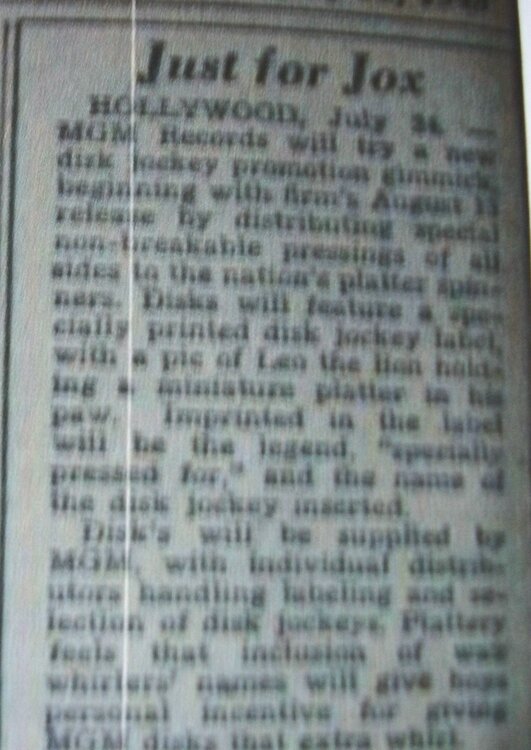 Just for Jox
HOLLYWOOD, July 24 —
MGM Records will try a new
disk jockey promotion gimmick,
beginning with firm's August 11
release by distributing special
non-breakable pressings of all
sides to the nation's platter spin-
ners. Disks will feature a spe-
cially printed disk jockey label,
with a pic of Leo the lion hold-
ing a miniature platter in his
paw. Imprinted in the label
will be the legend, "specially
pressed for," and the name of
the disk jockey inserted.
Disk's will be supplied by
MGM, with individual distrib-
utors handling labeling and se-
lection of disk jockeys. Plattery
feels that inclusion of wax
whirlers' names will give
personal incentive for giving
MGM disks that extra whirl.